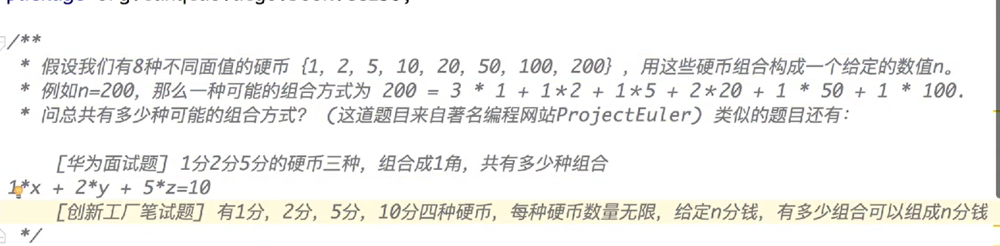 /**
* 假设我们有8种不同面值的硬币 {1, 2, 5, 10, 20, 50, 100, 200} ，用这些硬币组合构成一个给定的数值n。
* 例如n=200，那么一种可能的组合方式为 200 = 3 * 1 + 1*2 + 1*5 + 2*20 + 1 * 50 + 1 * 100.
* 问总共有多少种可能的组合方式？ (这道题目来自著名编程网站ProjectEuler) 类似的题目还有：
[华为面试题] 1分2分5分的硬币三种，组合成1角，共有多少种组合
1*x + 2*y + 5*z=10
[创新工厂笔试题] 有1分，2分，5分，10分四种硬币，每种硬币数量无限，给定n分钱，有多少组合可以组成n分钱
*/